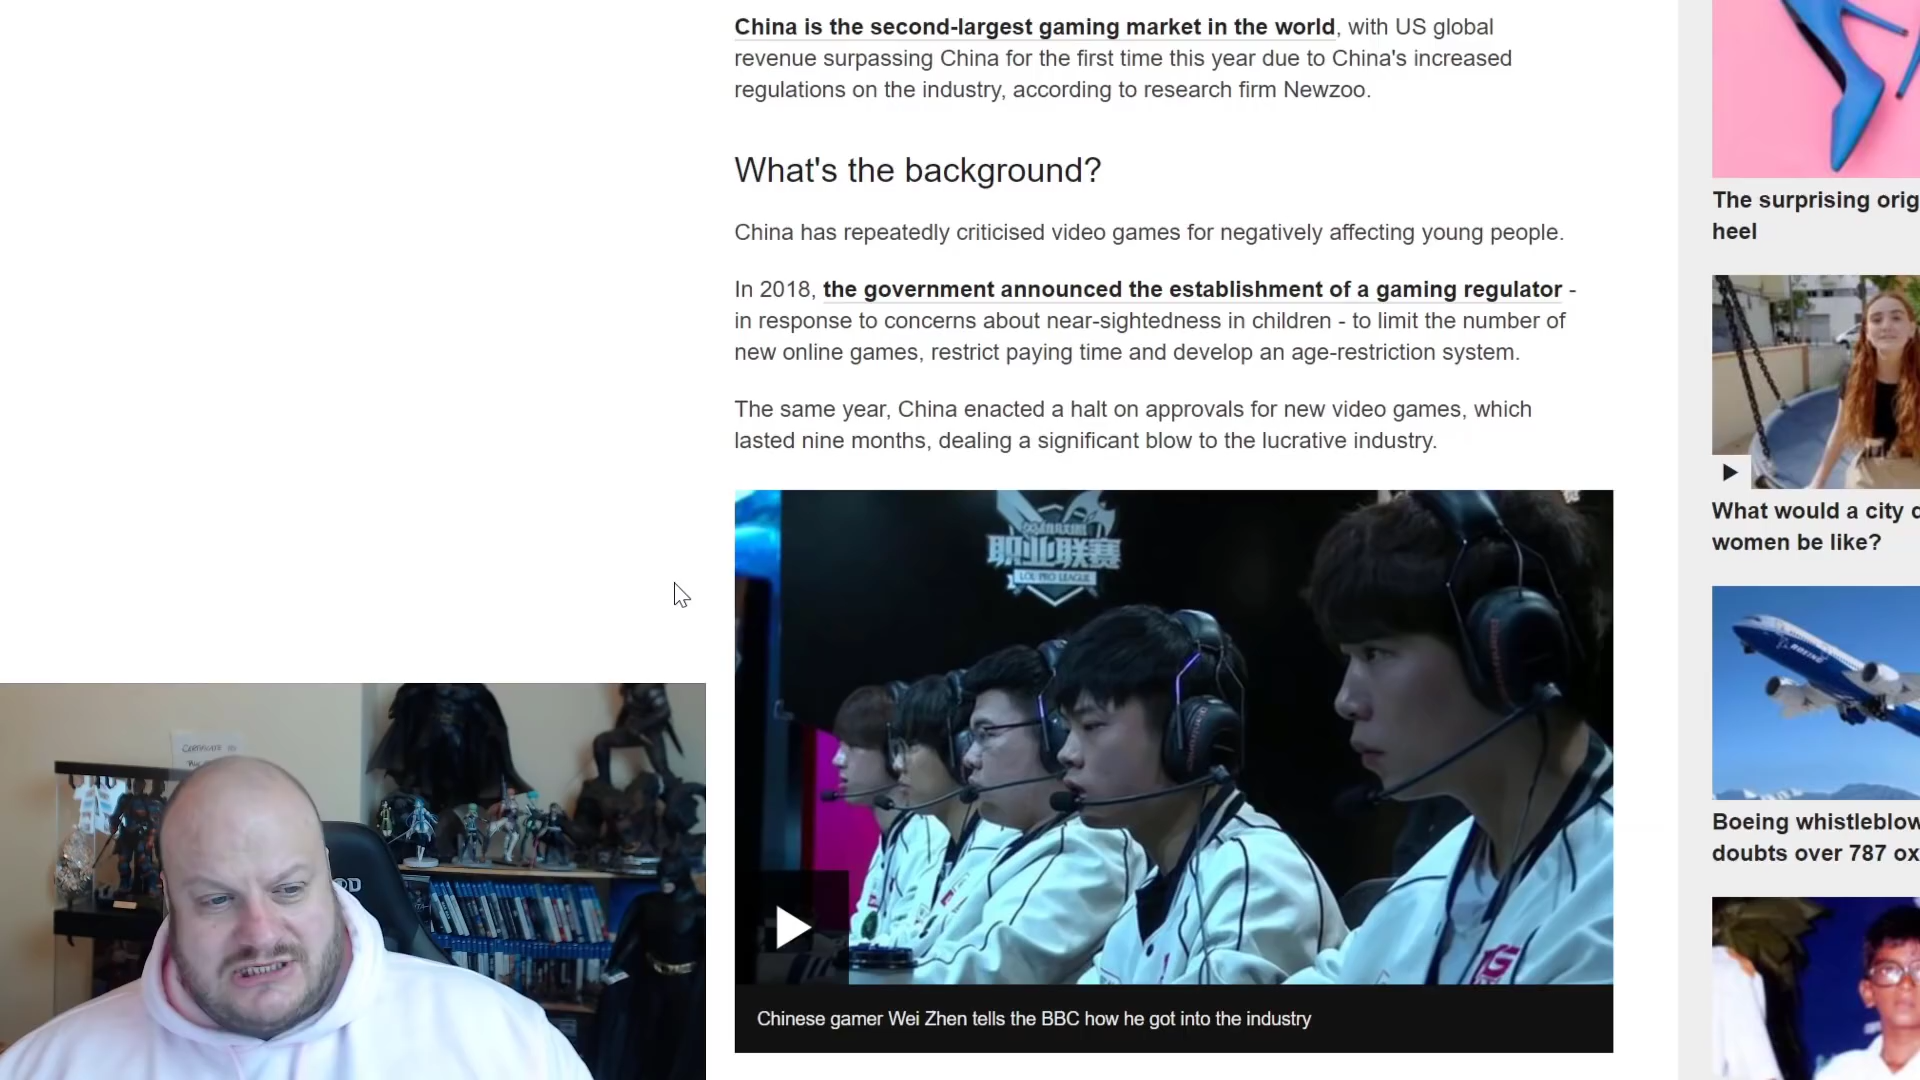 China is the second-largest gaming market in the world, with US global
revenue surpassing China for the first time this year due to China's increased
regulations on the industry, according to research firm Newzoo.
What's the background?
China has repeatedly criticised video games for negatively affecting young people.
In 2018, the government announced the establishment of a gaming regulator -
in response to concerns about near-sightedness in children - to limit the number of
new online games, restrict paying time and develop an age-restriction system.
The same year, China enacted a halt on approvals for new video games, which
lasted nine months, dealing a significant blow to the lucrative industry.
职业联赛
LOL PRO LEAGUE
Chinese gamer Wei Zhen tells the BBC how he got into the industry
The surprising orig
heel
What would a city d
women be like?
BOEING
Boeing whistleblow
doubts over 787 ox
CERTIFICATE